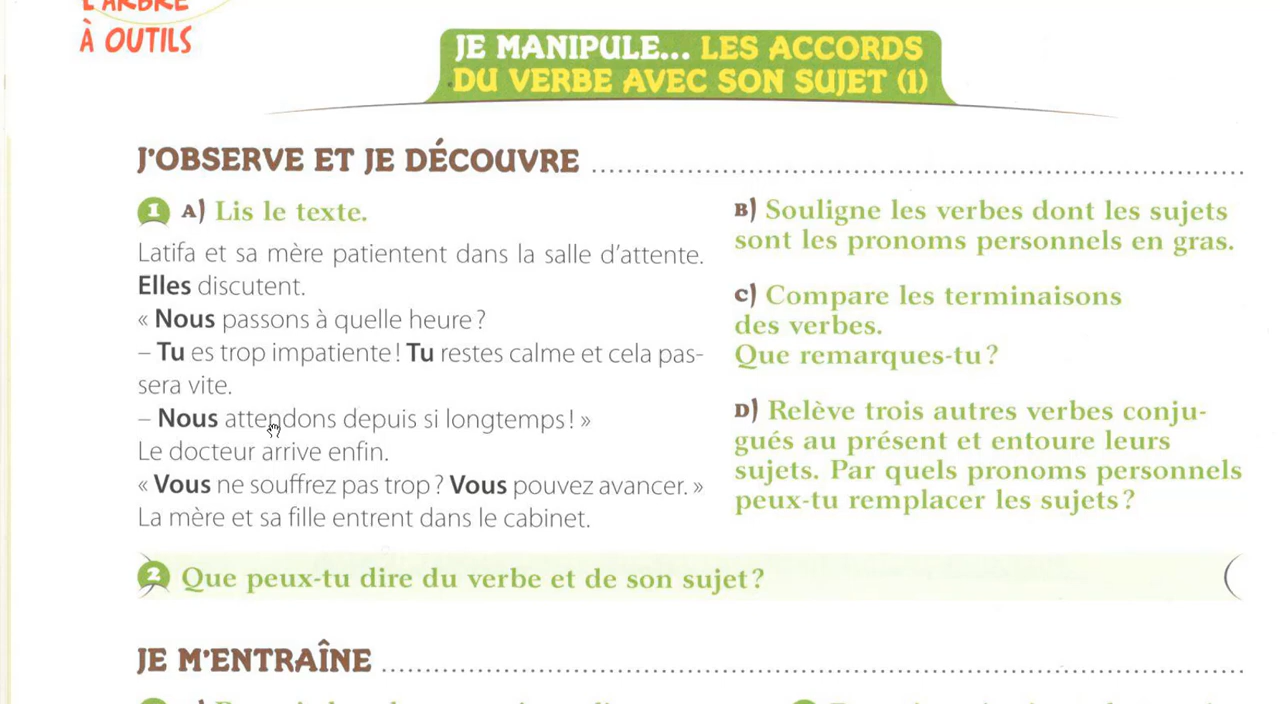 L'ARBRE
À OUTILS
JE MANIPULE... LES ACCORDS
DU VERBE AVEC SON SUJET (1)
J'OBSERVE ET JE DÉCOUVRE
1 A) Lis le texte.
Latifa et sa mère patientent dans la salle d'attente.
Elles discutent.
« Nous passons à quelle heure ?
– Tu es trop impatiente ! Tu restes calme et cela pas-
sera vite.
– Nous attendons depuis si longtemps ! »
Le docteur arrive enfin.
« Vous ne souffrez pas trop ? Vous pouvez avancer. »
La mère et sa fille entrent dans le cabinet.
B) Souligne les verbes dont les sujets
sont les pronoms personnels en gras.
C) Compare les terminaisons
des verbes.
Que remarques-tu ?
D) Relève trois autres verbes conju-
gués au présent et entoure leurs
sujets. Par quels pronoms personnels
peux-tu remplacer les sujets ?
2 Que peux-tu dire du verbe et de son sujet ?
JE M'ENTRAÎNE